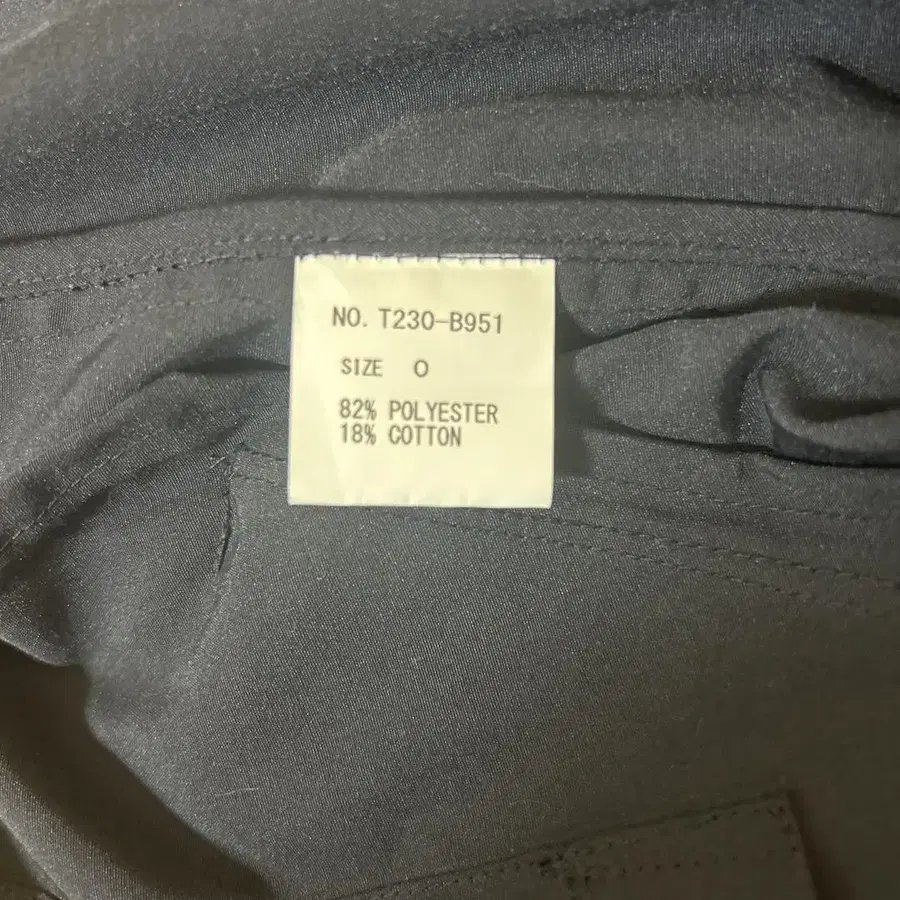 NO. T230-B951
SIZE O
82% POLYESTER
18% COTTON